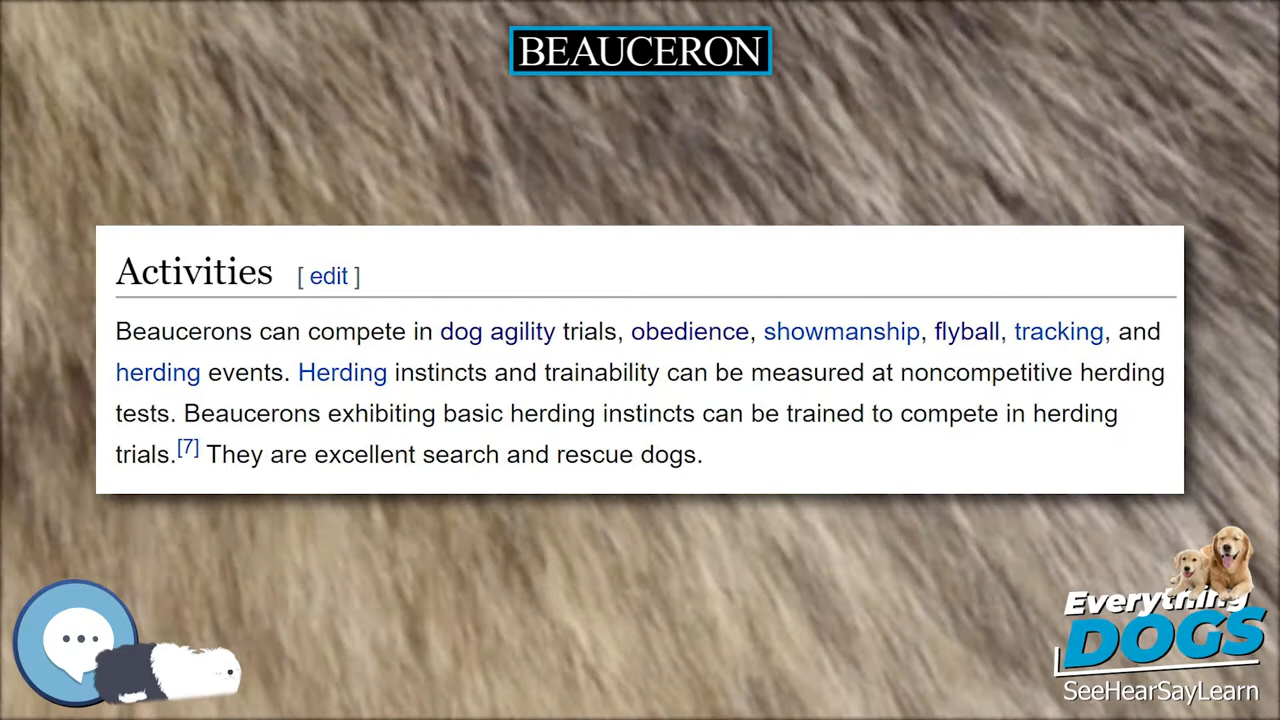 BEAUCERON
Activities [ edit ]
Beaucerons can compete in dog agility trials, obedience, showmanship, flyball, tracking, and
herding events. Herding instincts and trainability can be measured at noncompetitive herding
tests. Beaucerons exhibiting basic herding instincts can be trained to compete in herding
trials.[7] They are excellent search and rescue dogs.
Everything
DOGS
SeeHearSayLearn